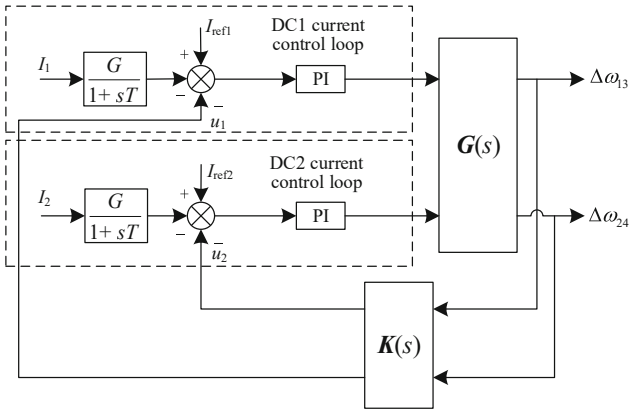 I_ref1
DC1 current
control loop
I_1
G
1+ sT
+
−
−
u_1
PI
Δω_13
G(s)
I_ref2
DC2 current
control loop
I_2
G
1+ sT
+
−
−
u_2
PI
Δω_24
K(s)